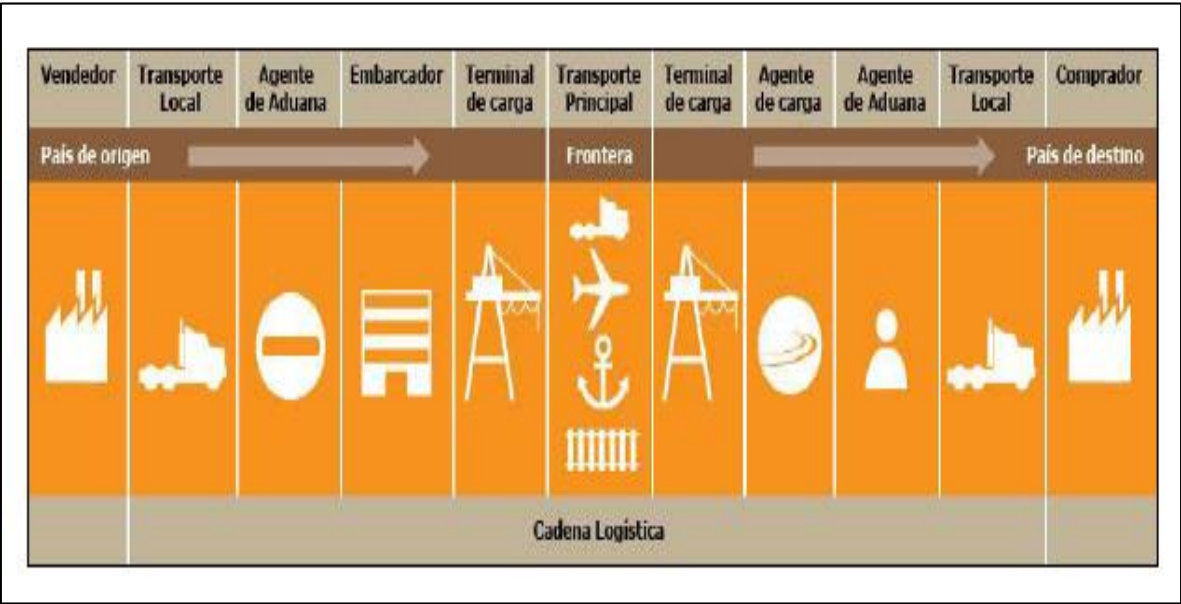 Vendedor
Transporte
Local
Agente
de Aduana
Embarcador
Terminal
de carga
Transporte
Principal
Terminal
de carga
Agente
de carga
Agente
de Aduana
Transporte
Local
Comprador
País de origen
Frontera
País de destino
Cadena Logística